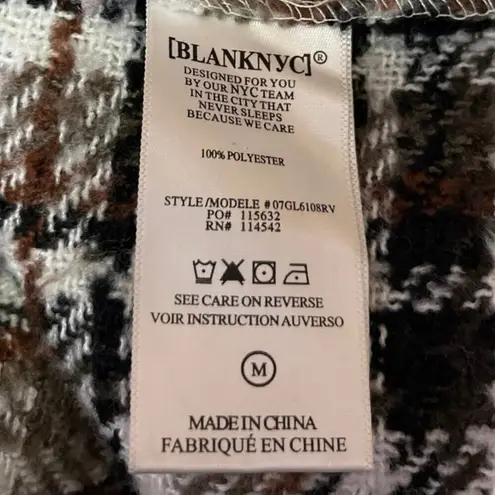 [BLANKNYC]®
DESIGNED FOR YOU
BY OUR NYC TEAM
IN THE CITY THAT
NEVER SLEEPS
BECAUSE WE CARE
100% POLYESTER
STYLE/MODELE #07GL6108RV
PO# 115632
RN# 114542
SEE CARE ON REVERSE
VOIR INSTRUCTION AUVERSO
M
MADE IN CHINA
FABRIQUÉ EN CHINE